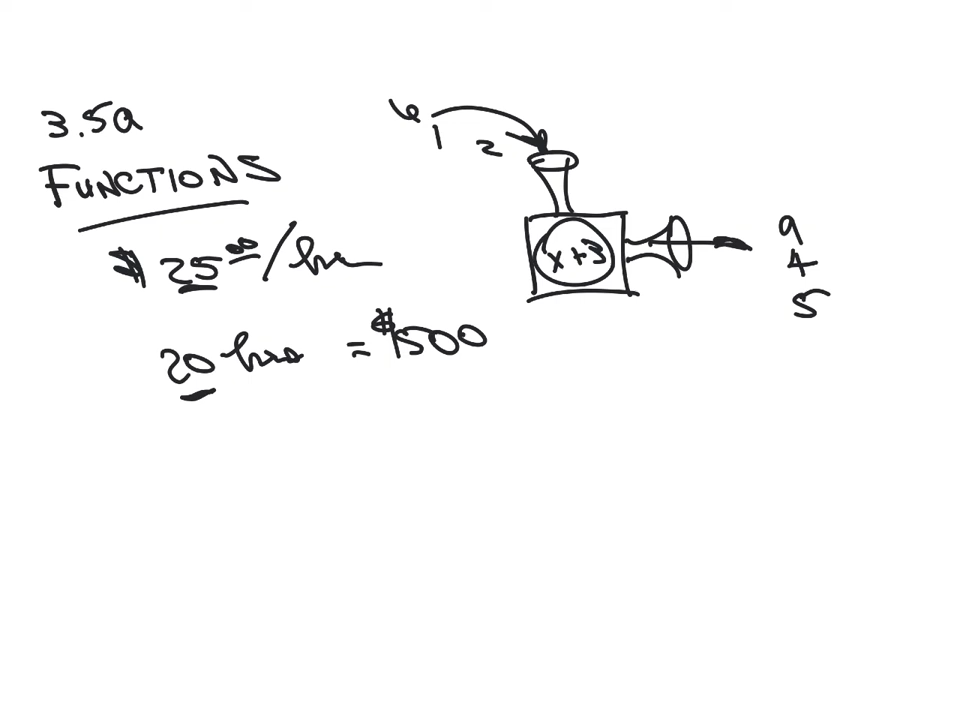 3.5a
FUNCTIONS
$ 25.00/hr
20 hrs = $500
6
1 2
x+3
9
4
5